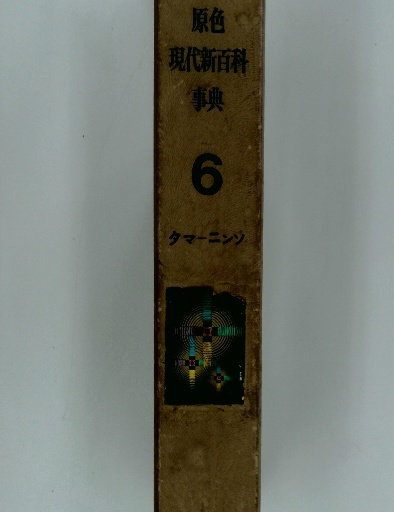 原色
現代新百科
事典
6
タマーニンソ